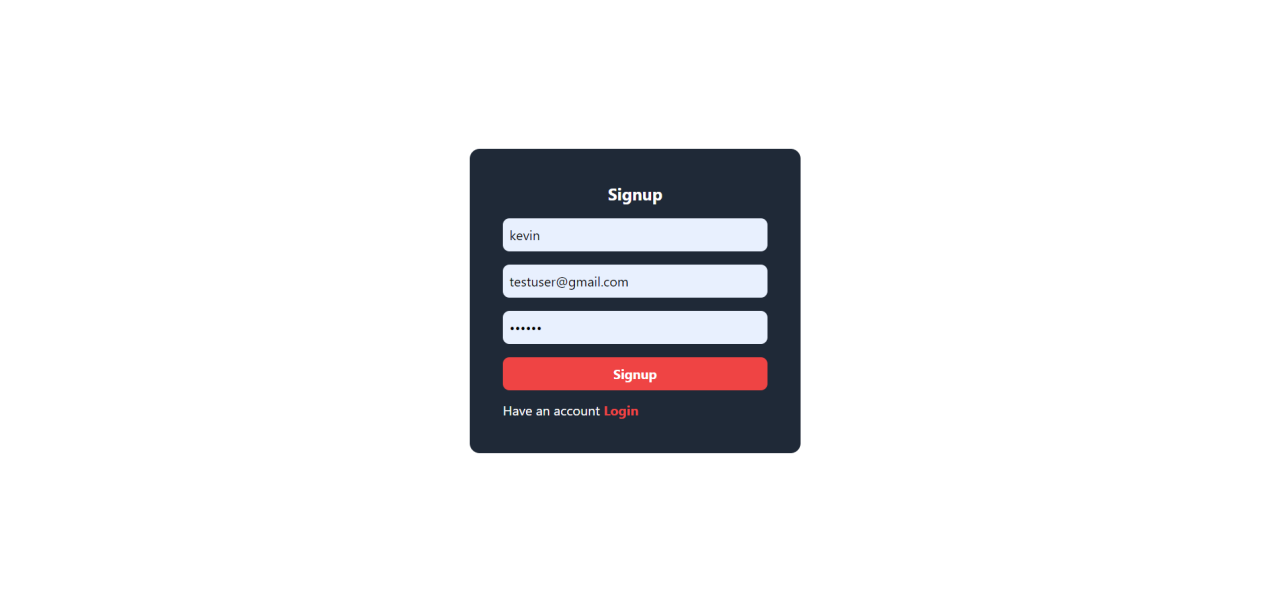 Signup
kevin
testuser@gmail.com
••••••
Signup
Have an account Login